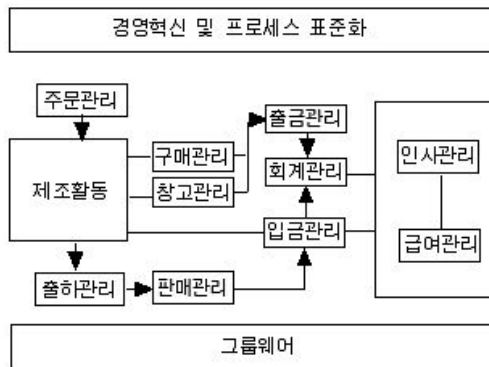 경영혁신 및 프로세스 표준화
주문관리
출금관리
구매관리
인사관리
회계관리
제조활동
창고관리
입금관리
급여관리
출하관리
판매관리
그룹웨어